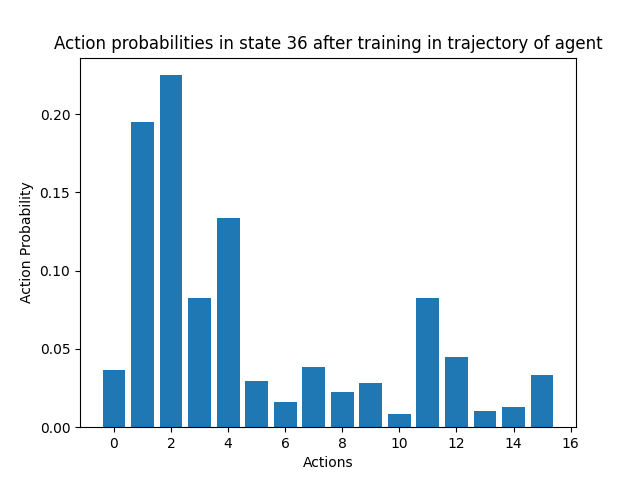 Action probabilities in state 36 after training in trajectory of agent
0.20
0.15
0.10
0.05
0.00
Action Probability
0 2 4 6 8 10 12 14 16
Actions